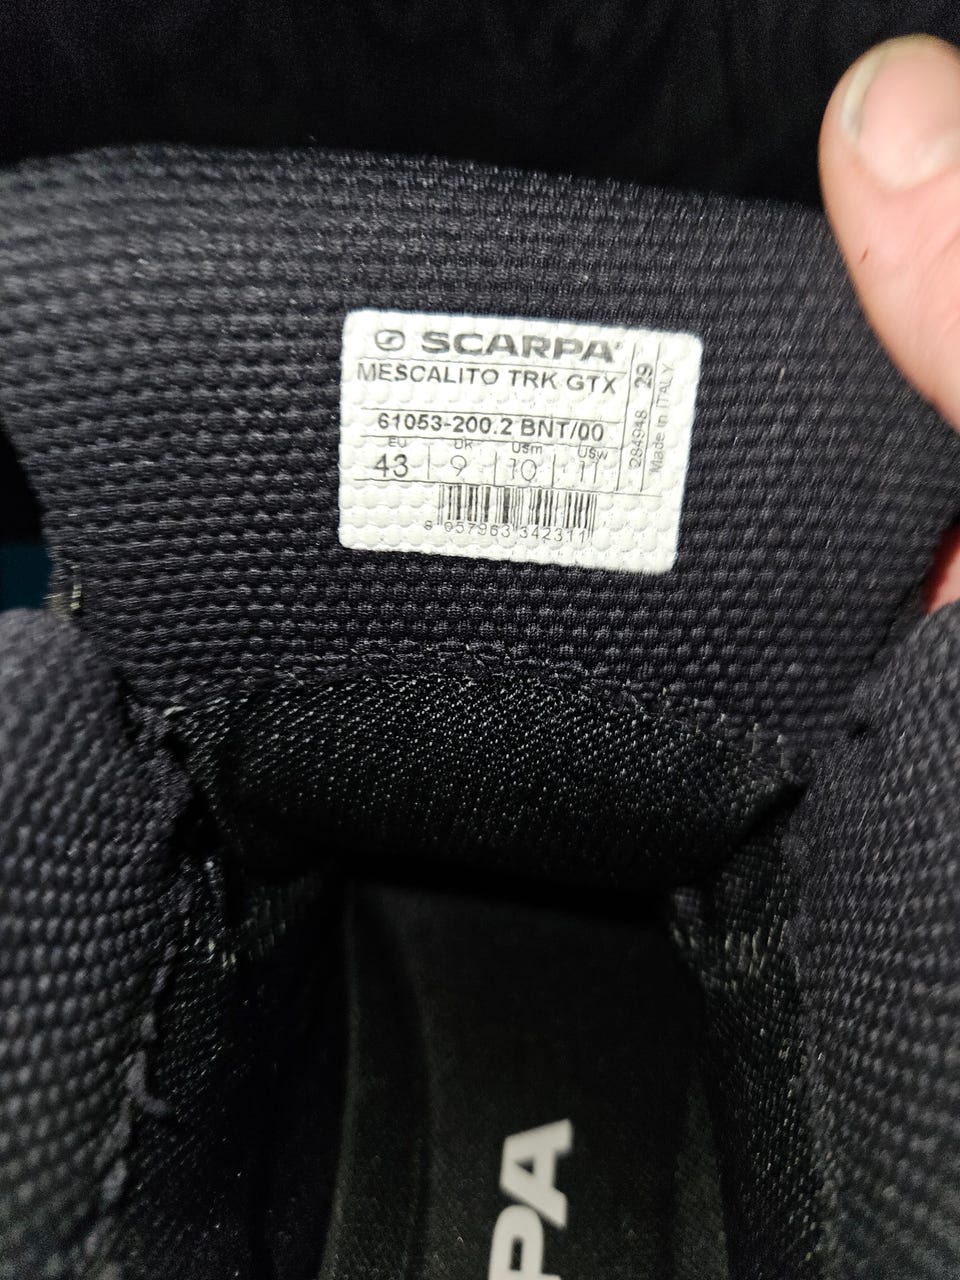 SCARPA
MESCALITO TRK GTX
61053-200.2 BNT/00
EU UK USm USw
43 9 10 11
8 057963 342311
284948 29
Made in ITALY
PA